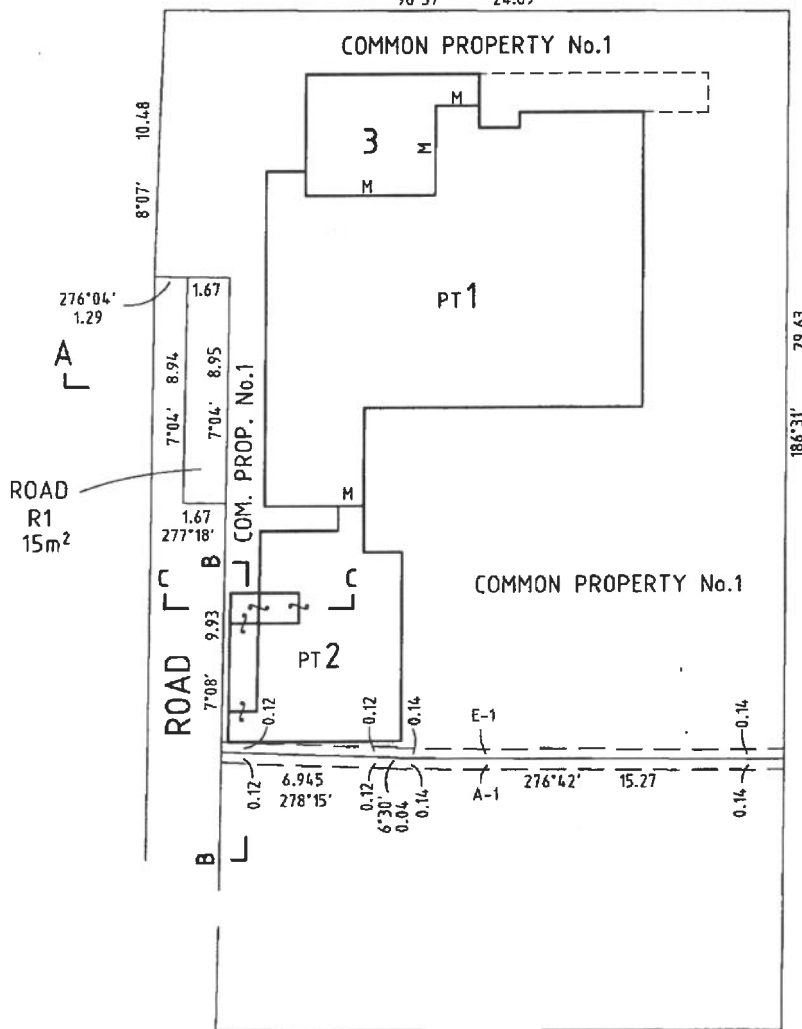 24.09
COMMON PROPERTY No.1
10.48
8°07'
3
M
M
M
PT 1
276°04'
1.29
1.67
A
7°04' 8.94
7°04' 8.95
COM. PROP. No.1
29.63
186°31'
ROAD
R1
15m²
1.67
277°18'
M
B
C
C
COMMON PROPERTY No.1
9.93
7°08'
ROAD
PT 2
0.12
0.12
0.14
E-1
0.14
0.12
6.945
278°15'
0.12
6°30'
0.04
0.14
A-1
276°42'
15.27
0.14
B